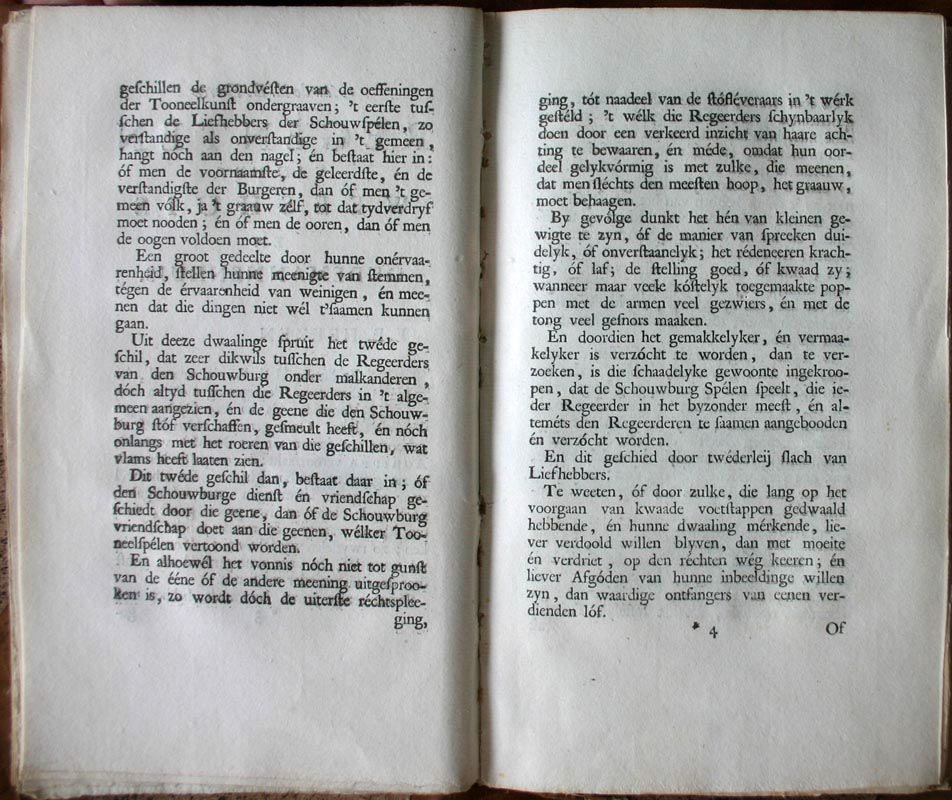 geſchillen de grondvéſten van de oeffeningen
der Tooneelkunſt ondergraaven; 't eerſte tuſ-
ſchen de Liefhebbers der Schouwſpélen, zo
verſtandige als onverſtandige in 't gemeen,
hangt nóch aan den nagel; én beſtaat hier in:
óf men de voornaamſte, de geleerdſte, én de
verſtandigſte der Burgeren, dan óf men 't ge-
meen vólk, ja 't graauw zélf, tot dat tydverdryf
moet nooden; én óf men de ooren, dan óf men
de oogen voldoen moet.
Een groot gedeelte door hunne onérvaa-
renheid, ſtellen hunne meenigte van ſtemmen,
tégen de érvaarenheid van weinigen, én mee-
nen dat die dingen niet wél t'ſaamen kunnen
gaan.
Uit deeze dwaalinge ſpruit het twéde ge-
ſchil, dat zeer dikwils tuſſchen de Regeerders
van den Schouwburg onder malkanderen,
dóch altyd tuſſchen die Regeerders in 't alge-
meen aangezien, én de geene die den Schouw-
burg ſtóf verſchaffen, geſmeult heeft, én nóch
onlangs met het roeren van die geſchillen, wat
vlams heeft laaten zien.
Dit twéde geſchil dan, beſtaat daar in; óf
den Schouwburge dienſt én vriendſchap ge-
ſchiedt door die geene, dan óf de Schouwburg
vriendſchap doet aan die geenen, wélker Too-
neelſpélen vertoond worden.
En alhoewél het vonnis nóch niet tot gunſt
van de ééne óf de andere meening uitgeſproo-
ken is, zo wordt dóch de uiterſte réchtsplee-
ging,
ging, tót naadeel van de ſtófléveraars in 't wérk
geſtéld; 't wélk die Regeerders ſchynbaarlyk
doen door een verkeerd inzicht van haare ach-
ting te bewaaren, én méde, omdat hun oor-
deel gelykvórmig is met zulke, die meenen,
dat men ſléchts den meeſten hoop, het graauw,
moet behaagen.
By gevólge dunkt het hén van kleinen ge-
wigte te zyn, óf de manier van ſpreeken dui-
delyk, óf onverſtaanelyk; het rédeneeren krach-
tig, óf laf; de ſtelling goed, óf kwaad zy;
wanneer maar veele kóſtelyk toegemaakte pop-
pen met de armen veel gezwiers, én met de
tong veel geſnors maaken.
En doordien het gemakkelyker, én vermaa-
kelyker is verzócht te worden, dan te ver-
zoeken, is die ſchaadelyke gewoonte ingekroo-
pen, dat de Schouwburg Spélen ſpeelt, die ie-
der Regeerder in het byzonder meeſt, én al-
teméts den Regeerderen te ſaamen aangebooden
én verzócht worden.
En dit geſchied door twéderleij ſlach van
Liefhebbers.
Te weeten, óf door zulke, die lang op het
voorgaan van kwaade voetſtappen gedwaald
hebbende, én hunne dwaaling mérkende, lie-
ver verdoold willen blyven, dan met moeite
én verdriet, op den réchten wég keeren; én
liever Afgóden van hunne inbeeldinge willen
zyn, dan waardige ontfangers van eenen ver-
dienden lóf.
* 4 Of